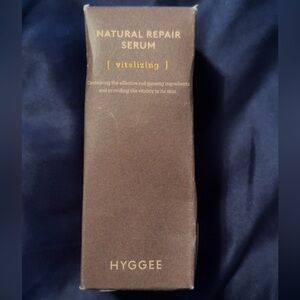 NATURAL REPAIR
SERUM
[ vitalizing ]
Containing the effective red ginseng ingredients
and providing the vitality to the skin.
HYGGEE